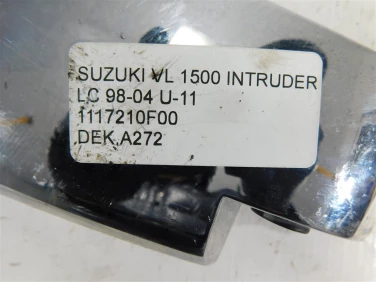 SUZUKI VL 1500 INTRUDER
LC 98-04 U-11
1117210F00
DEK,A272